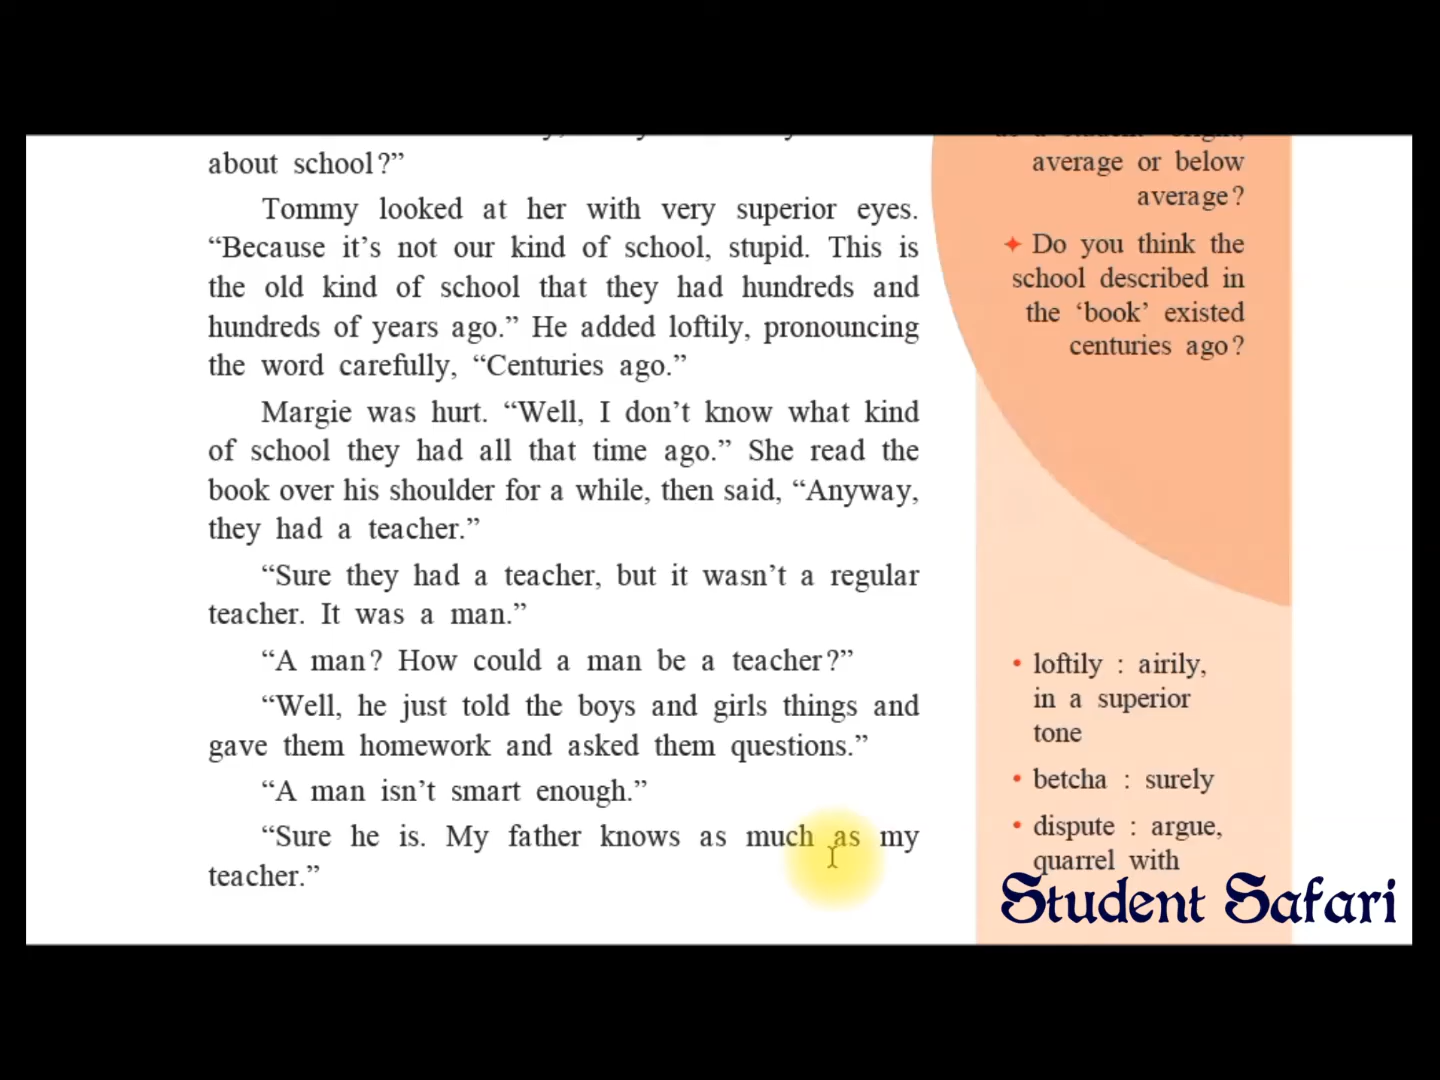 about school?”
Tommy looked at her with very superior eyes.
“Because it’s not our kind of school, stupid. This is
the old kind of school that they had hundreds and
hundreds of years ago.” He added loftily, pronouncing
the word carefully, “Centuries ago.”
Margie was hurt. “Well, I don’t know what kind
of school they had all that time ago.” She read the
book over his shoulder for a while, then said, “Anyway,
they had a teacher.”
“Sure they had a teacher, but it wasn’t a regular
teacher. It was a man.”
“A man? How could a man be a teacher?”
“Well, he just told the boys and girls things and
gave them homework and asked them questions.”
“A man isn’t smart enough.”
“Sure he is. My father knows as much as my
teacher.”
average or below
average?
✦ Do you think the
school described in
the ‘book’ existed
centuries ago?
• loftily : airily,
in a superior
tone
• betcha : surely
• dispute : argue,
quarrel with
Student Safari